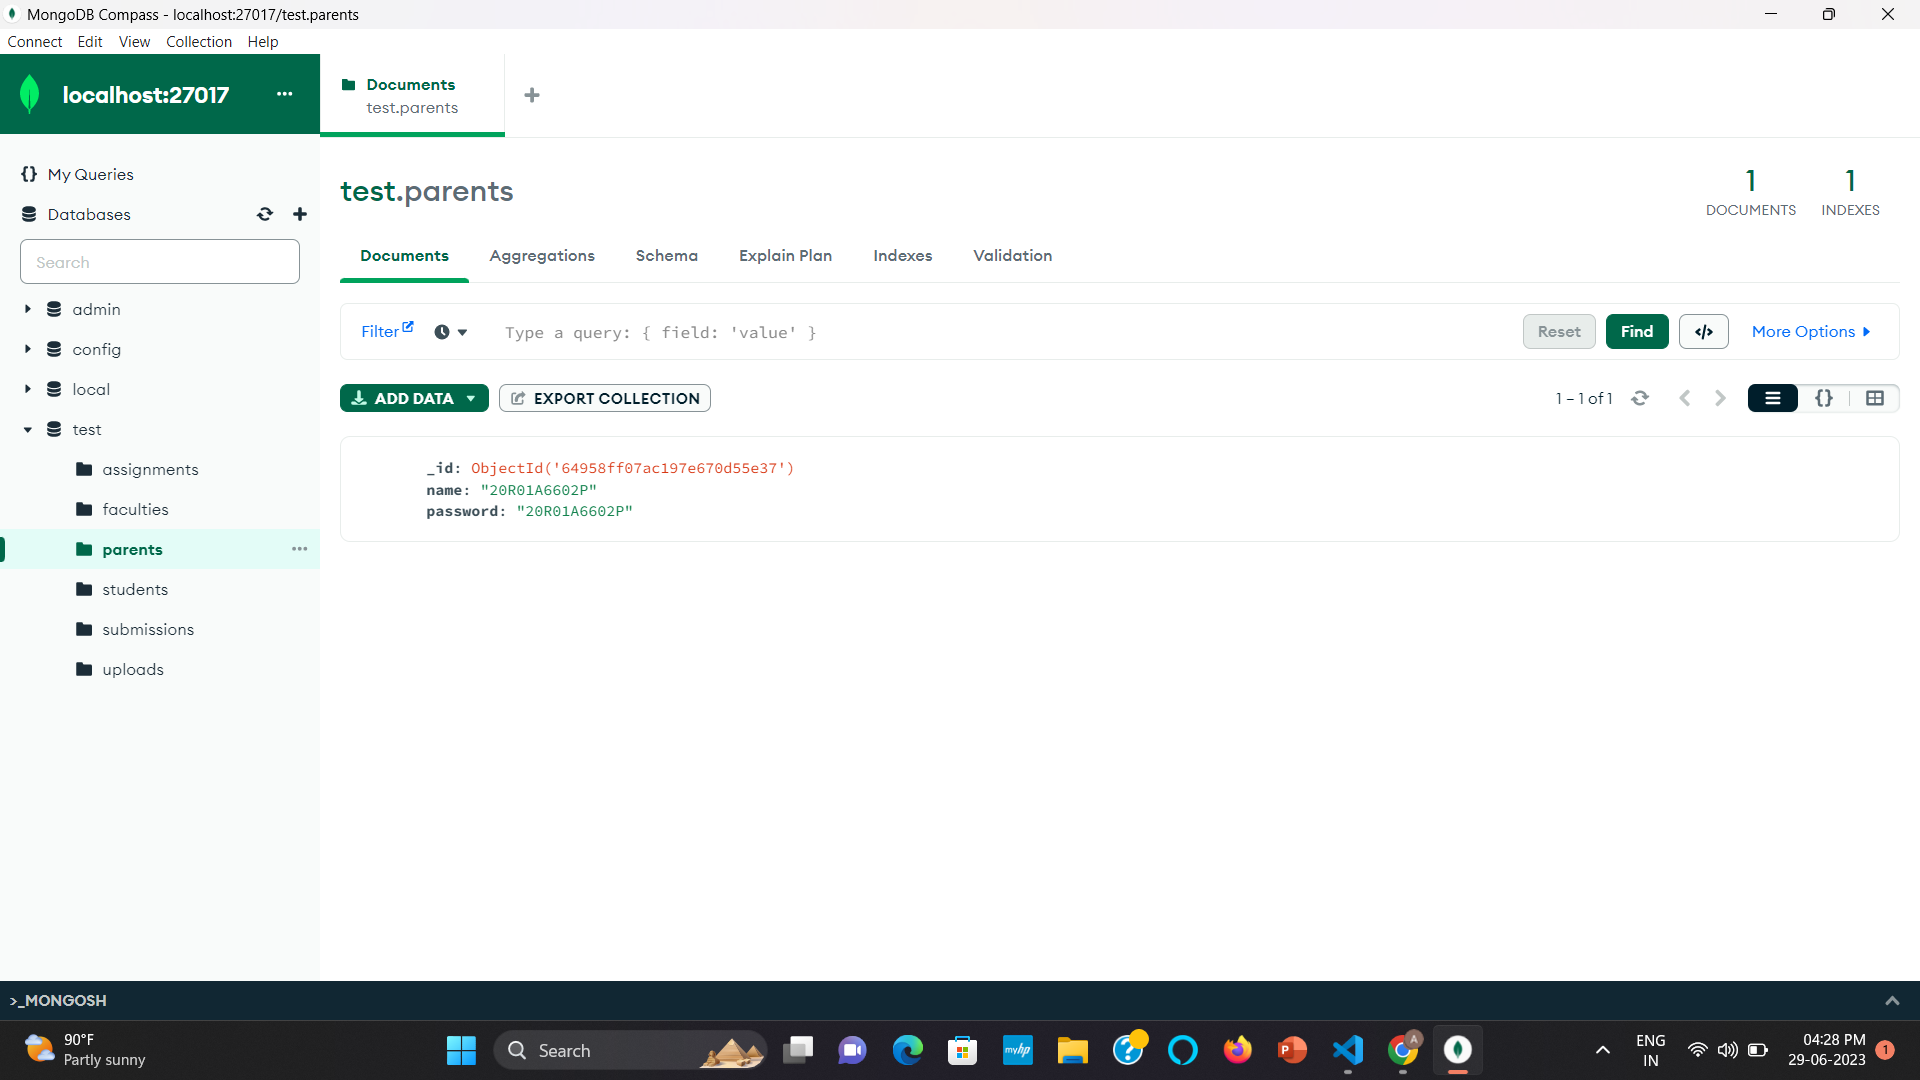 MongoDB Compass - localhost:27017/test.parents
Connect Edit View Collection Help
localhost:27017 ...
Documents
test.parents
{} My Queries
Databases
Search
admin
config
local
test
assignments
faculties
parents
students
submissions
uploads
test.parents
1 DOCUMENTS
1 INDEXES
Documents Aggregations Schema Explain Plan Indexes Validation
Filter Type a query: { field: 'value' } Reset Find </> More Options
ADD DATA EXPORT COLLECTION 1 – 1 of 1 {}
_id: ObjectId('64958ff07ac197e670d55e37')
name: "20R01A6602P"
password: "20R01A6602P"
>_MONGOSH
90°F
Partly sunny
Search
myhp
A
ENG
IN
04:28 PM
29-06-2023
1